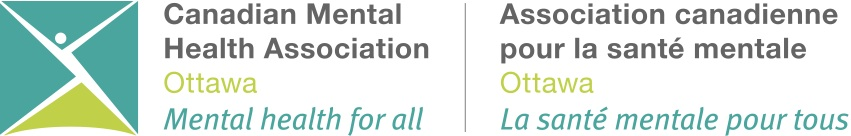 Canadian Mental
Health Association
Ottawa
Mental health for all
Association canadienne
pour la santé mentale
Ottawa
La santé mentale pour tous